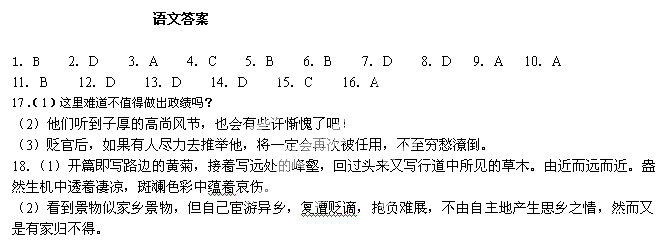 语文答案
1. B 2. D 3. A 4. C 5. B 6. B 7. D 8. D 9. A 10. A
11. B 12. D 13. D 14. D 15. C 16. A
17.(1)这里难道不值得做出政绩吗?
(2)他们听到子厚的高尚风节,也会有些许惭愧了吧!
(3)贬官后,如果有人尽力去推举他,将一定会再次被任用,不至穷愁潦倒。
18.(1)开篇即写路边的黄菊,接着写远处的峰壑,回过头来又写行道中所见的草木。由近而远而近。盎
然生机中透着凄凉,斑斓色彩中蕴着哀伤。
(2)看到景物似家乡景物,但自己宦游异乡,复遭贬谪,抱负难展,不由自主地产生思乡之情,然而又
是有家归不得。